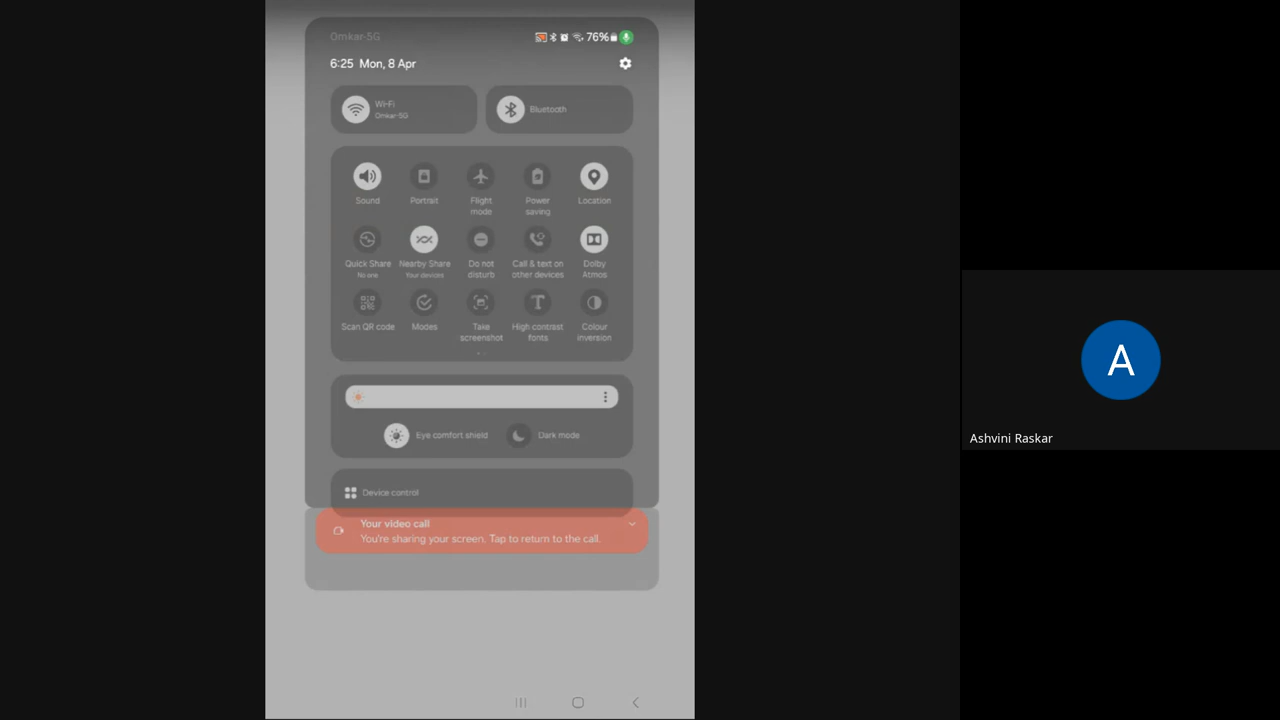 Omkar-5G
76%
6:25 Mon, 8 Apr
Wi-Fi
Omkar-5G
Bluetooth
Sound
Portrait
Flight
mode
Power
saving
Location
Quick Share
No one
Nearby Share
Your devices
Do not
disturb
Call & text on
other devices
Dolby
Atmos
Scan QR code
Modes
Take
screenshot
High contrast
fonts
Colour
inversion
Eye comfort shield
Dark mode
Device control
Your video call
You're sharing your screen. Tap to return to the call.
A
Ashvini Raskar